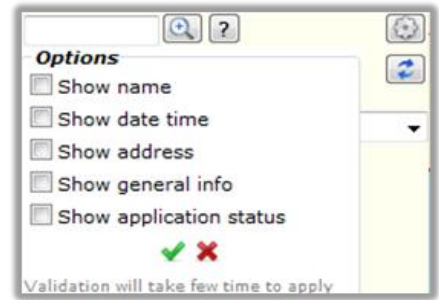 ?
Options
Show name
Show date time
Show address
Show general info
Show application status
Validation will take few time to apply